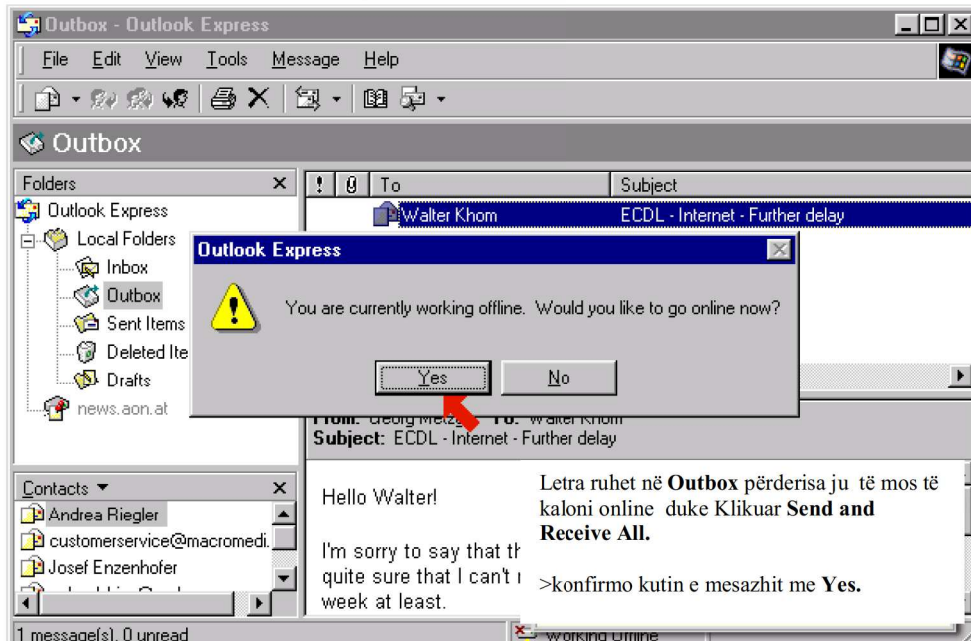 Outbox - Outlook Express
File Edit View Tools Message Help
Outbox
Folders
Outlook Express
Local Folders
Inbox
Outbox
Sent Items
Deleted Ite
Drafts
news.aon.at
! To Subject
Walter Khom ECDL - Internet - Further delay
Outlook Express
You are currently working offline. Would you like to go online now?
Yes No
From: Georg To: Walter Khom
Subject: ECDL - Internet - Further delay
Contacts
Andrea Riegler
customerservice@macromedi.
Josef Enzenhofer
Hello Walter!
I'm sorry to say that th
quite sure that I can't
week at least.
Letra ruhet në Outbox përderisa ju të mos të
kaloni online duke Klikuar Send and
Receive All.
>konfirmo kutin e mesazhit me Yes.
1 message(s), 0 unread
Working Offline